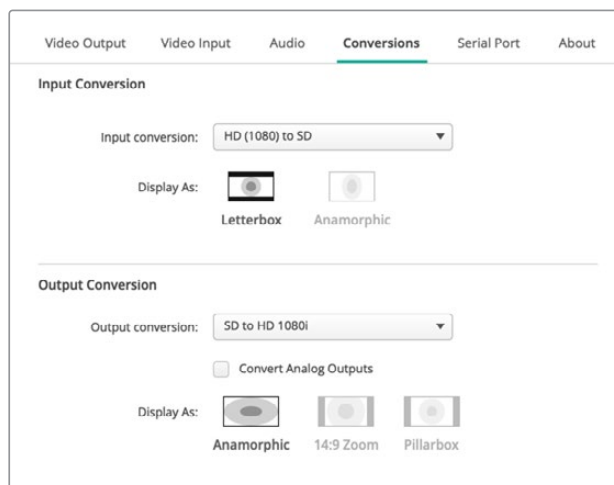 Video Output Video Input Audio Conversions Serial Port About
Input Conversion
Input conversion: HD (1080) to SD
Display As:
Letterbox Anamorphic
Output Conversion
Output conversion: SD to HD 1080i
Convert Analog Outputs
Display As:
Anamorphic 14:9 Zoom Pillarbox